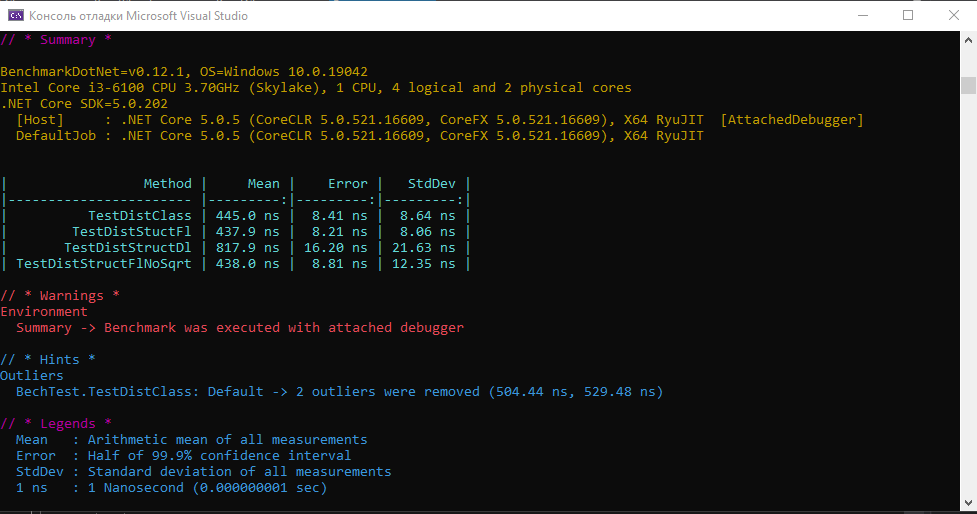 Консоль отладки Microsoft Visual Studio
// * Summary *
BenchmarkDotNet=v0.12.1, OS=Windows 10.0.19042
Intel Core i3-6100 CPU 3.70GHz (Skylake), 1 CPU, 4 logical and 2 physical cores
.NET Core SDK=5.0.202
  [Host]     : .NET Core 5.0.5 (CoreCLR 5.0.521.16609, CoreFX 5.0.521.16609), X64 RyuJIT  [AttachedDebugger]
  DefaultJob : .NET Core 5.0.5 (CoreCLR 5.0.521.16609, CoreFX 5.0.521.16609), X64 RyuJIT
|                 Method |     Mean |    Error |   StdDev |
|----------------------- |---------:|---------:|---------:|
|          TestDistClass | 445.0 ns |  8.41 ns |  8.64 ns |
|        TestDistStuctFl | 437.9 ns |  8.21 ns |  8.06 ns |
|       TestDistStructDl | 817.9 ns | 16.20 ns | 21.63 ns |
| TestDistStructFlNoSqrt | 438.0 ns |  8.81 ns | 12.35 ns |
// * Warnings *
Environment
  Summary -> Benchmark was executed with attached debugger
// * Hints *
Outliers
  BechTest.TestDistClass: Default -> 2 outliers were removed (504.44 ns, 529.48 ns)
// * Legends *
  Mean   : Arithmetic mean of all measurements
  Error  : Half of 99.9% confidence interval
  StdDev : Standard deviation of all measurements
  1 ns   : 1 Nanosecond (0.000000001 sec)